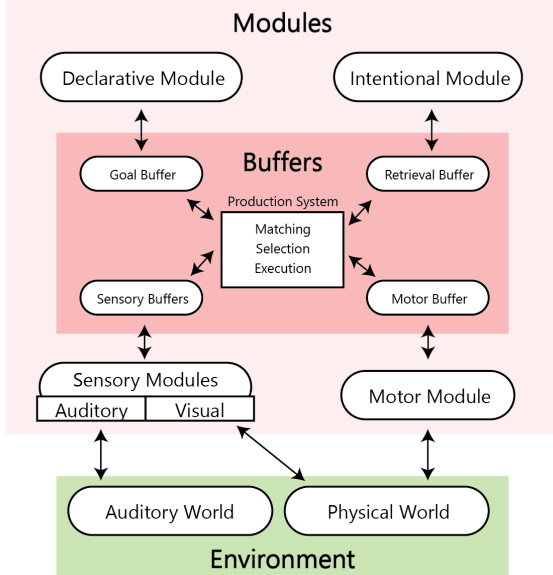 Modules
Declarative Module
Intentional Module
Buffers
Goal Buffer
Retrieval Buffer
Production System
Matching
Selection
Execution
Sensory Buffers
Motor Buffer
Sensory Modules
Auditory
Visual
Motor Module
Auditory World
Physical World
Environment